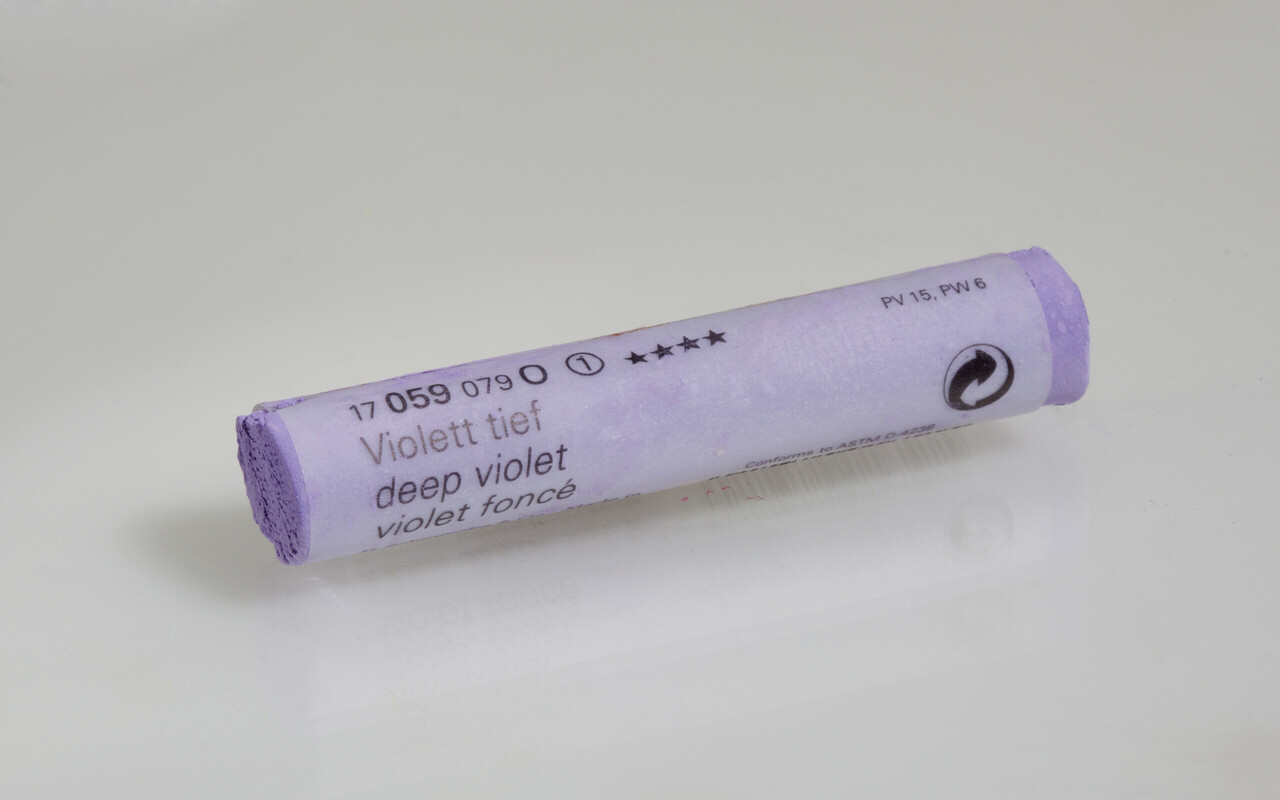 17 059 079 O ① ★★★★
PV 15, PW 6
Violett tief
deep violet
violet foncé
Conforms to ASTM D-4236